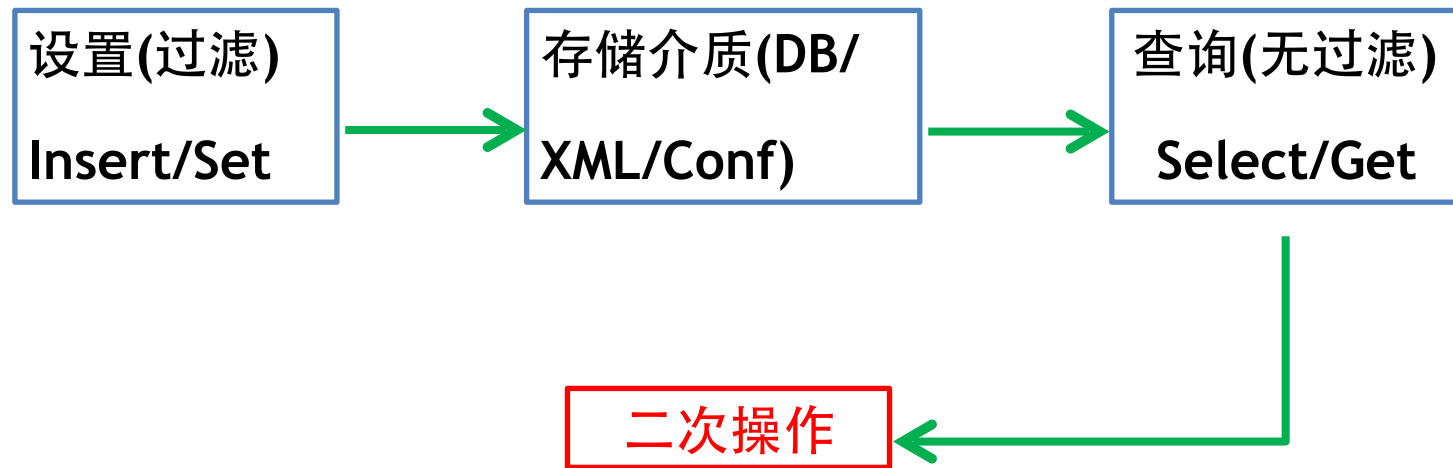 设置(过滤)
Insert/Set
存储介质(DB/
XML/Conf)
查询(无过滤)
Select/Get
二次操作